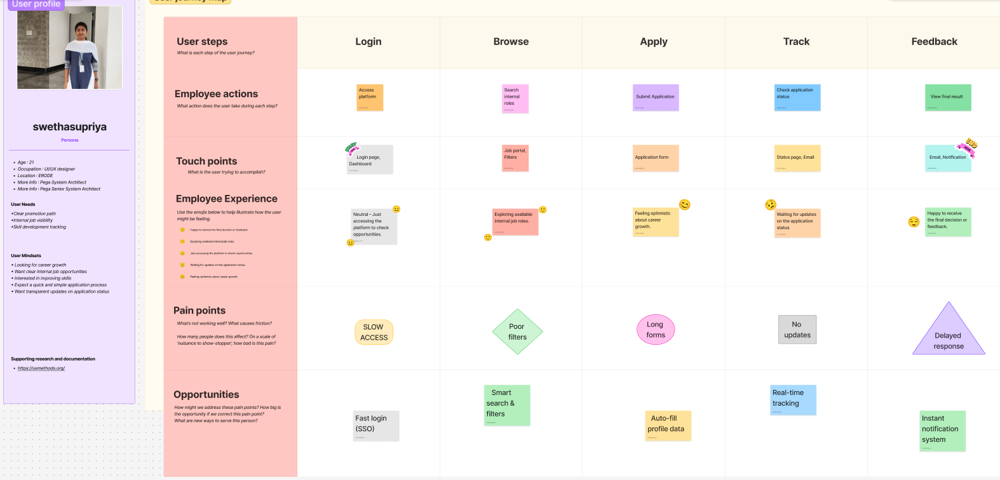 User profile
swethasupriya
Persona
• Age : 21
• Occupation : UI/UX designer
• Location : ERODE
• More info : Pega System Architect
• More info : Pega Senior System Architect
User Needs
•Clear promotion path
•Internal job visibility
•Skill development tracking
User Mindsets
• Looking for career growth
• Want clear internal job opportunities
• Interested in improving skills
• Expect a quick and simple application process
• Want transparent updates on application status
Supporting research and documentation
• https://uxmethods.org/
User journey map
User steps
What is each step of the user journey?
Login
Browse
Apply
Track
Feedback
Employee actions
What action does the user take during each step?
Access
platform
Search
internal
roles
Submit Application
Check application
status
View final result
Touch points
What is the user trying to accomplish?
START
HERE
Login page,
Dashboard
Job portal,
Filters
Application form
Status page, Email
Email, Notification
END
HERE
Employee Experience
Use the emojis below to help illustrate how the user
might be feeling.
Happy to receive the final decision or feedback.
Exploring available internal job roles.
Just accessing the platform to check opportunities.
Waiting for updates on the application status.
Feeling optimistic about career growth.
Neutral – Just
accessing the
platform to check
opportunities.
Exploring available
internal job roles.
Feeling optimistic
about career
growth.
Waiting for updates
on the application
status
Happy to receive
the final decision or
feedback.
Pain points
What's not working well? What causes friction?
How many people does this affect? On a scale of
'nuisance to show-stopper', how bad is this pain?
SLOW
ACCESS
Poor
filters
Long
forms
No
updates
Delayed
response
Opportunities
How might we address these pain points? How big is
the opportunity if we correct this pain point?
What are new ways to serve this person?
Fast login
(SSO)
Smart
search &
filters
Auto-fill
profile data
Real-time
tracking
Instant
notification
system